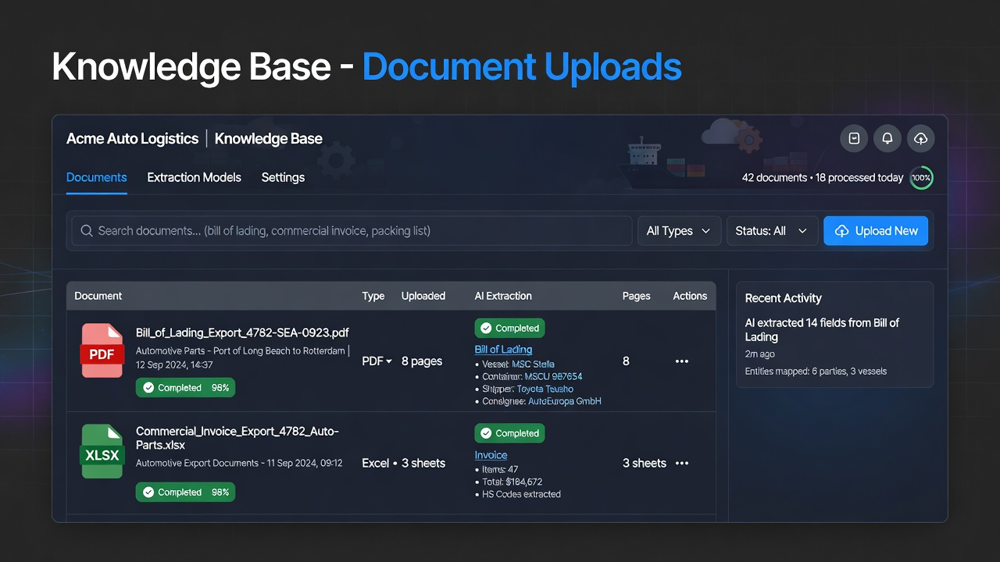 Knowledge Base - Document Uploads
Acme Auto Logistics | Knowledge Base
Documents Extraction Models Settings
42 documents • 18 processed today 100%
Search documents... (bill of lading, commercial invoice, packing list)
All Types
Status: All
Upload New
Document Type Uploaded AI Extraction Pages Actions
PDF
Bill_of_Lading_Export_4782-SEA-0923.pdf
Automotive Parts - Port of Long Beach to Rotterdam |
12 Sep 2024, 14:37
Completed 98%
PDF 8 pages
Completed
Bill of Lading
• Vessel: MSC
• Container: MSCU 987654
• Shipper: Toyota
• Consignee: AutoEuropa GmbH
8
XLSX
Commercial_Invoice_Export_4782_Auto-
Parts.xlsx
Automotive Export Documents - 11 Sep 2024, 09:12
Completed 98%
Excel • 3 sheets
Completed
Invoice
• Items: 47
• Total: $184,672
• HS Codes extracted
3 sheets
Recent Activity
AI extracted 14 fields from Bill of
Lading
2m ago
Entities mapped: 6 parties, 3 vessels